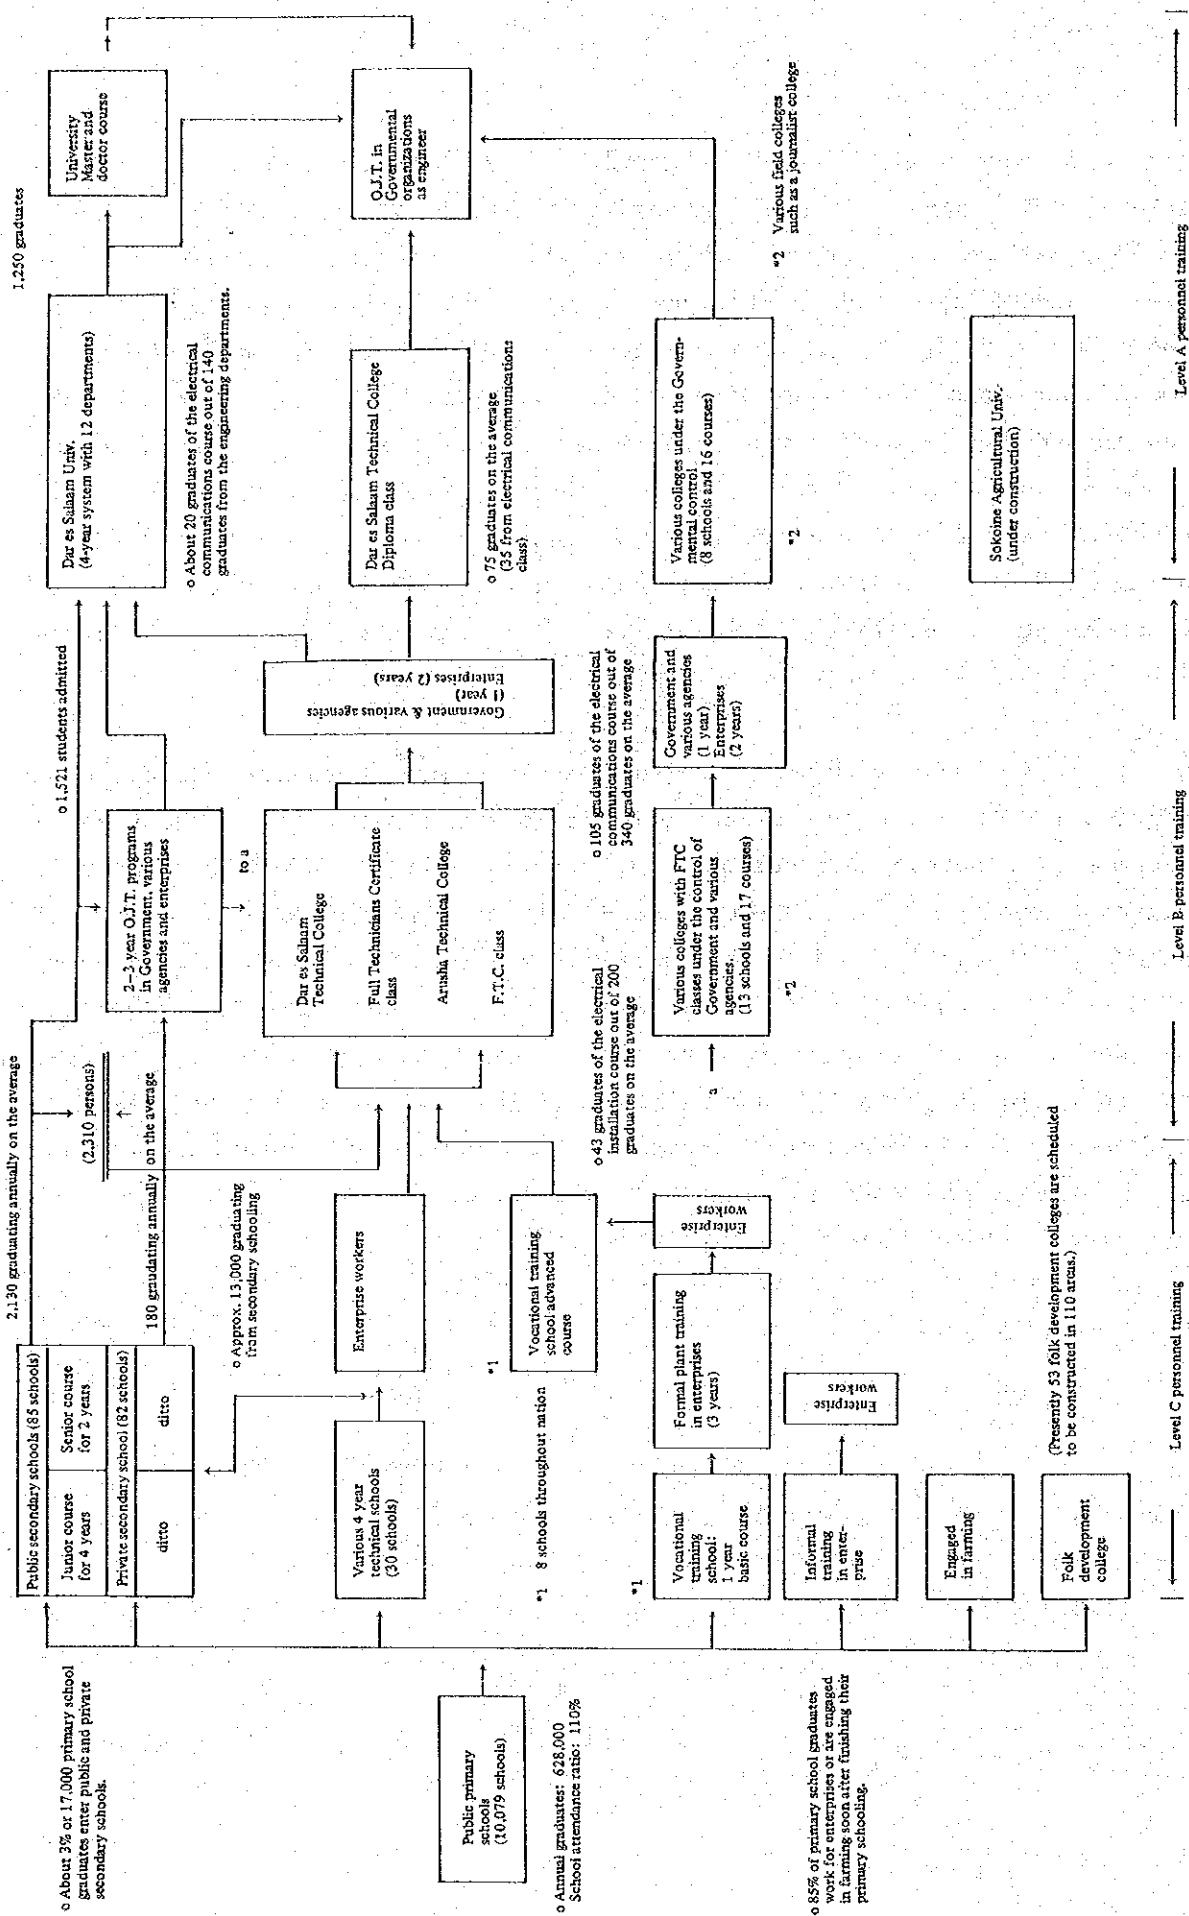 o About 3% or 17,000 primary school
graduates enter public and private
secondary schools.
Public primary
schools
(10,079 schools)
o Annual graduates: 628,000
School attendance ratio: 110%
o 85% of primary school graduates
work for enterprises or are engaged
in farming soon after finishing their
primary schooling.
2,130 graduating annually on the average
Public secondary schools (85 schools)
Junior course
for 4 years
Senior course
for 2 years
Private secondary school (82 schools)
ditto
ditto
(2,310 persons)
180 graudating annually on the average
o Approx. 13,000 graduating
from secondary schooling
Various 4 year
technical schools
(30 schools)
Enterprise workers
*1 8 schools throughout nation
*1
Vocational training
school advanced
course
*1
Vocational
training
school:
1 year
basic course
Formal plant training
in enterprises
(3 years)
Enterprise
workers
Informal
training
in enter-
prise
Enterprise
workers
Engaged
in farming
Folk
development
college
(Presently 53 folk development colleges are scheduled
to be constructed in 110 areas.)
o 1,521 students admitted
2–3 year O.J.T. programs
in Government, various
agencies and enterprises
to a
Dar es Salaam
Technical College
Full Technicians Certificate
class
Arusha Technical College
F.T.C. class
Government & various agencies
(1 year)
Enterprises (2 years)
o 43 graduates of the electrical
installation course out of 200
graduates on the average
o 105 graduates of the electrical
communications course out of
340 graduates on the average
a
Various colleges with FTC
classes under the control of
Government and various
agencies.
(13 schools and 17 courses)
*2
Government and
various agencies
(1 year)
Enterprises
(2 years)
1,250 graduates
Dar es Salaam Univ.
(4-year system with 12 departments)
o About 20 graduates of the electrical
communications course out of 140
graduates from the engineering departments.
University
Master and
doctor course
Dar es Salaam Technical College
Diploma class
o 75 graduates on the average
(35 from electrical communications
class).
O.J.T. in
Governmental
organizations
as engineer
Various colleges under the Govern-
mental control
(8 schools and 16 courses)
*2
*2 Various field colleges
such as a journalist college
Sokoine Agricultural Univ.
(under construction)
Level C personnel training
Level B personnel training
Level A personnel training